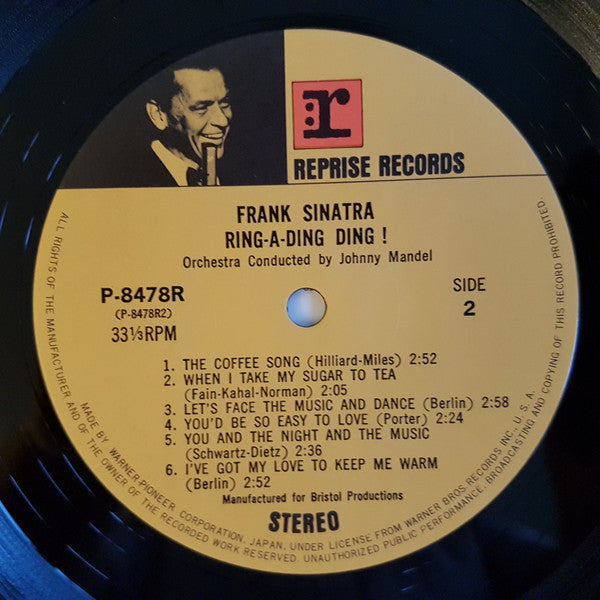 r
REPRISE RECORDS
FRANK SINATRA
RING-A-DING DING !
Orchestra Conducted by Johnny Mandel
P-8478R
(P-8478R2)
33⅓RPM
SIDE
2
1. THE COFFEE SONG (Hilliard-Miles) 2:52
2. WHEN I TAKE MY SUGAR TO TEA
(Fain-Kahal-Norman) 2:05
3. LET'S FACE THE MUSIC AND DANCE (Berlin) 2:58
4. YOU'D BE SO EASY TO LOVE (Porter) 2:24
5. YOU AND THE NIGHT AND THE MUSIC
(Schwartz-Dietz) 2:36
6. I'VE GOT MY LOVE TO KEEP ME WARM
(Berlin) 2:52
Manufactured for Bristol Productions
STEREO
ALL RIGHTS OF THE MANUFACTURER AND OF THE OWNER OF THE RECORDED WORK RESERVED. UNAUTHORIZED PUBLIC PERFORMANCE, BROADCASTING AND COPYING OF THIS RECORD PROHIBITED.
MADE BY WARNER-PIONEER CORPORATION, JAPAN, UNDER LICENSE FROM WARNER BROS. RECORDS INC., U.S.A.